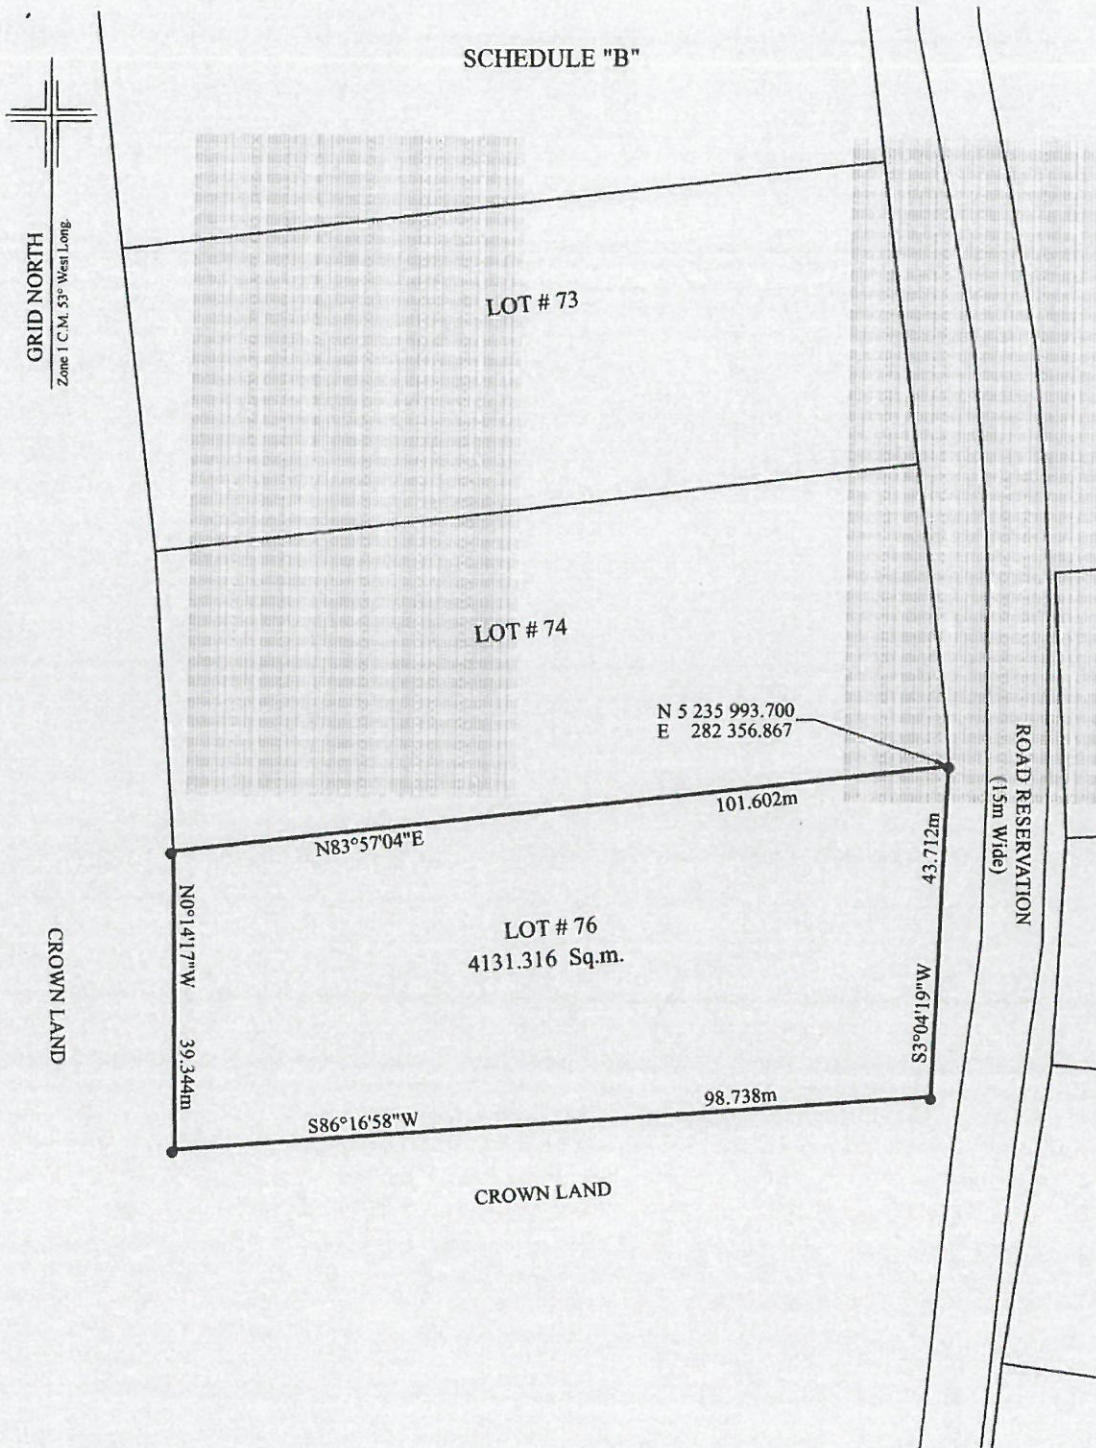 SCHEDULE "B"
GRID NORTH
Zone 1 C.M. 53° West Long.
LOT # 73
LOT # 74
N 5 235 993.700
E 282 356.867
ROAD RESERVATION
(15m Wide)
101.602m
N83°57'04"E
43.712m
S3°04'19"W
N0°14'17"W
39.344m
LOT # 76
4131.316 Sq.m.
CROWN LAND
98.738m
S86°16'58"W
CROWN LAND